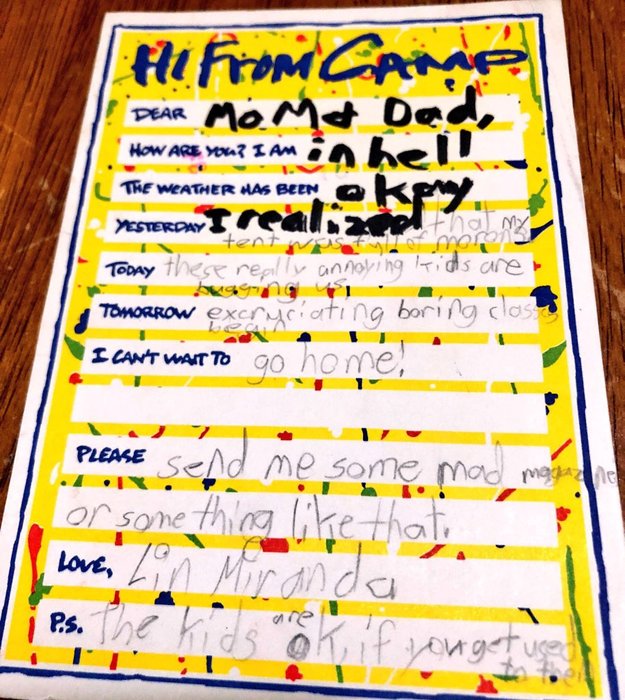 HI FROM CAMP
DEAR MoM et Dad,
HOW ARE YOU? I AM in hell
THE WEATHER HAS BEEN okay
YESTERDAY I realized that my
tent was full of morons
TODAY these really annoying kids are
bugging us,
TOMORROW excruciating boring classes
begin
I CAN'T WAIT TO go home!
PLEASE send me some mad magazine
or something like that.
LOVE, Lin Miranda
P.S. the kids are ok, if you get used
to them